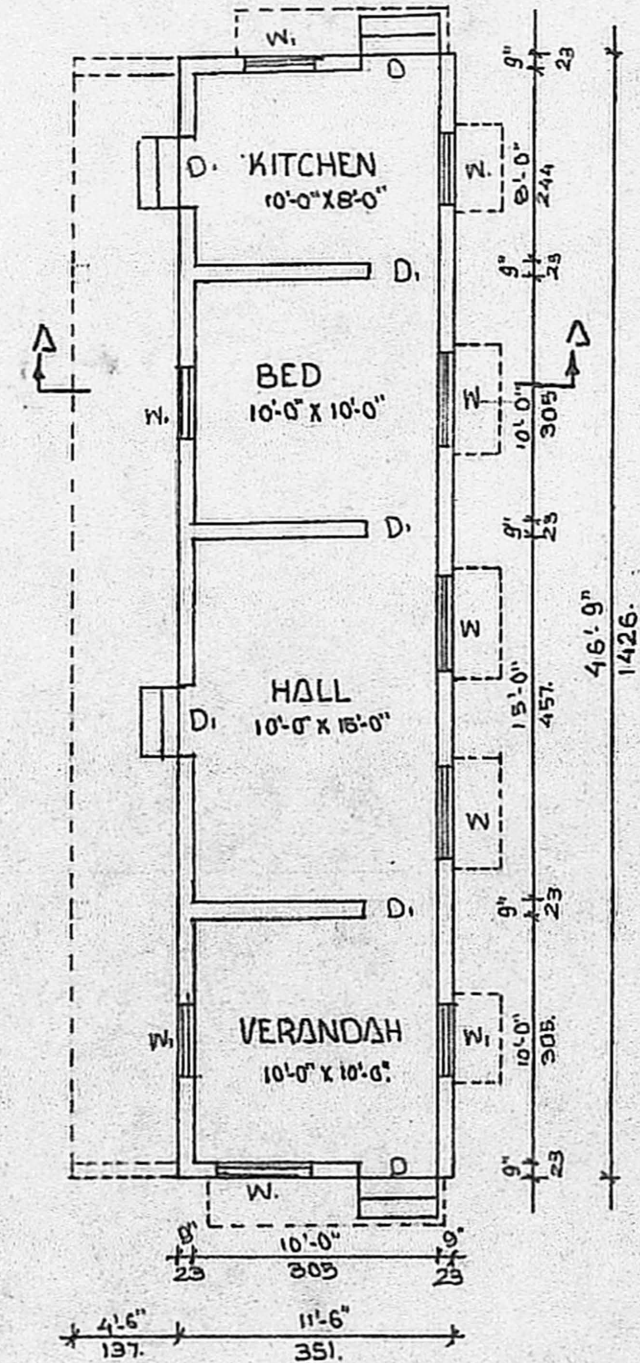 W1
D
9"
23
D1
KITCHEN
10'-0" X 8'-0"
W.
8'-0"
244
D1
9"
23
A
A
BED
10'-0" X 10'-0"
W.
W
10'-0"
305
D1
9"
23
W
HALL
10'-0" X 15'-0"
D1
15'-0"
457.
46'-9"
1426.
W
D1
9"
23
VERANDAH
10'-0" X 10'-0"
W1
W1
10'-0"
305.
D
W.
9"
23
9"
10'-0"
9"
23
305
23
4'-6"
11'-6"
137.
351.